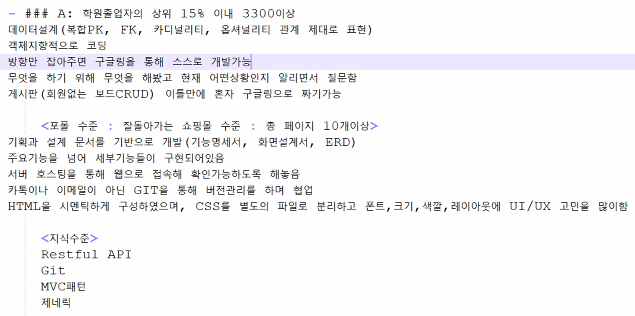 - ### A: 학원졸업자의 상위 15% 이내 3300이상
데이터설계(복합PK, FK, 카디널리티, 옵셔널리티 관계 제대로 표현)
객체지향적으로 코딩
방향만 잡아주면 구글링을 통해 스스로 개발가능
무엇을 하기 위해 무엇을 해봤고 현재 어떤상황인지 알리면서 질문함
게시판(회원없는 보드CRUD) 이틀만에 혼자 구글링으로 짜기가능
<포폴 수준 : 잘돌아가는 쇼핑몰 수준 : 총 페이지 10개이상>
기획과 설계 문서를 기반으로 개발(기능명세서, 화면설계서, ERD)
주요기능을 넘어 세부기능들이 구현되어있음
서버 호스팅을 통해 웹으로 접속해 확인가능하도록 해놓음
카톡이나 이메일이 아닌 GIT을 통해 버전관리를 하며 협업
HTML을 시멘틱하게 구성하였으며, CSS를 별도의 파일로 분리하고 폰트,크기,색깔,레이아웃에 UI/UX 고민을 많이함
<지식수준>
Restful API
Git
MVC패턴
제네릭